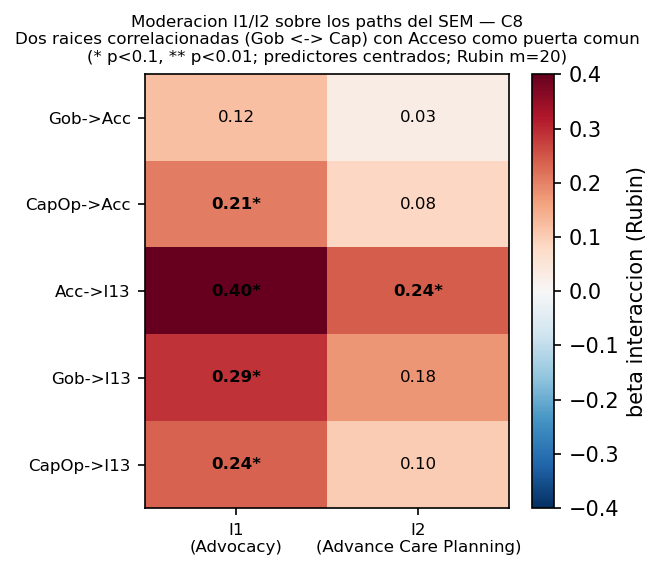 Moderacion I1/I2 sobre los paths del SEM — C8
Dos raices correlacionadas (Gob <-> Cap) con Acceso como puerta comun
(* p<0.1, ** p<0.01; predictores centrados; Rubin m=20)
Gob->Acc 0.12 0.03
CapOp->Acc 0.21* 0.08
Acc->I13 0.40* 0.24*
Gob->I13 0.29* 0.18
CapOp->I13 0.24* 0.10
I1 I2
(Advocacy) (Advance Care Planning)
0.4
0.3
0.2
0.1
0.0
−0.1
−0.2
−0.3
−0.4
beta interaccion (Rubin)